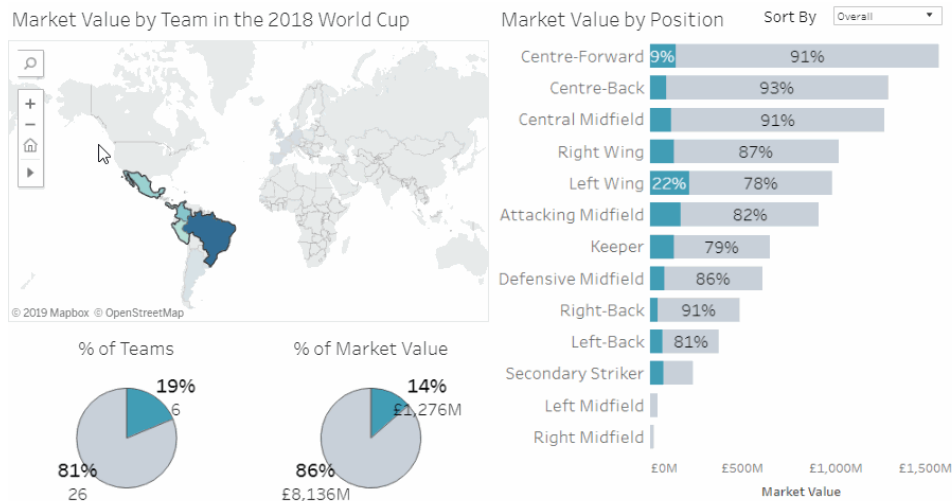 Market Value by Team in the 2018 World Cup
© 2019 Mapbox © OpenStreetMap
% of Teams
19%
6
81%
26
% of Market Value
14%
£1,276M
86%
£8,136M
Market Value by Position
Sort By
Overall
Centre-Forward 9% 91%
Centre-Back 93%
Central Midfield 91%
Right Wing 87%
Left Wing 22% 78%
Attacking Midfield 82%
Keeper 79%
Defensive Midfield 86%
Right-Back 91%
Left-Back 81%
Secondary Striker
Left Midfield
Right Midfield
£0M £500M £1,000M £1,500M
Market Value